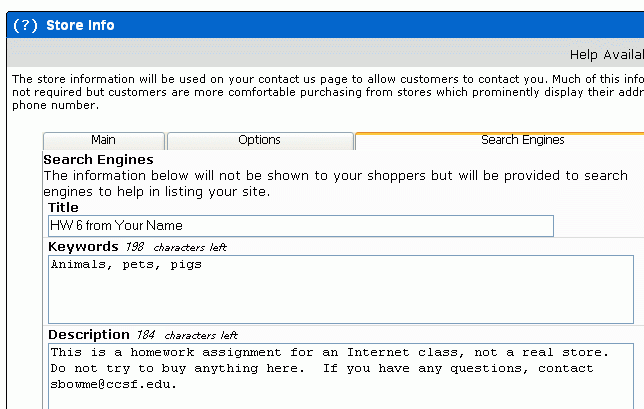 (?) Store Info
Help Availa
The store information will be used on your contact us page to allow customers to contact you. Much of this info
not required but customers are more comfortable purchasing from stores which prominently display their addr
phone number.
Main Options Search Engines
Search Engines
The information below will not be shown to your shoppers but will be provided to search
engines to help in listing your site.
Title
HW 6 from Your Name
Keywords 198 characters left
Animals, pets, pigs
Description 184 characters left
This is a homework assignment for an Internet class, not a real store.
Do not try to buy anything here. If you have any questions, contact
sbowme@ccsf.edu.